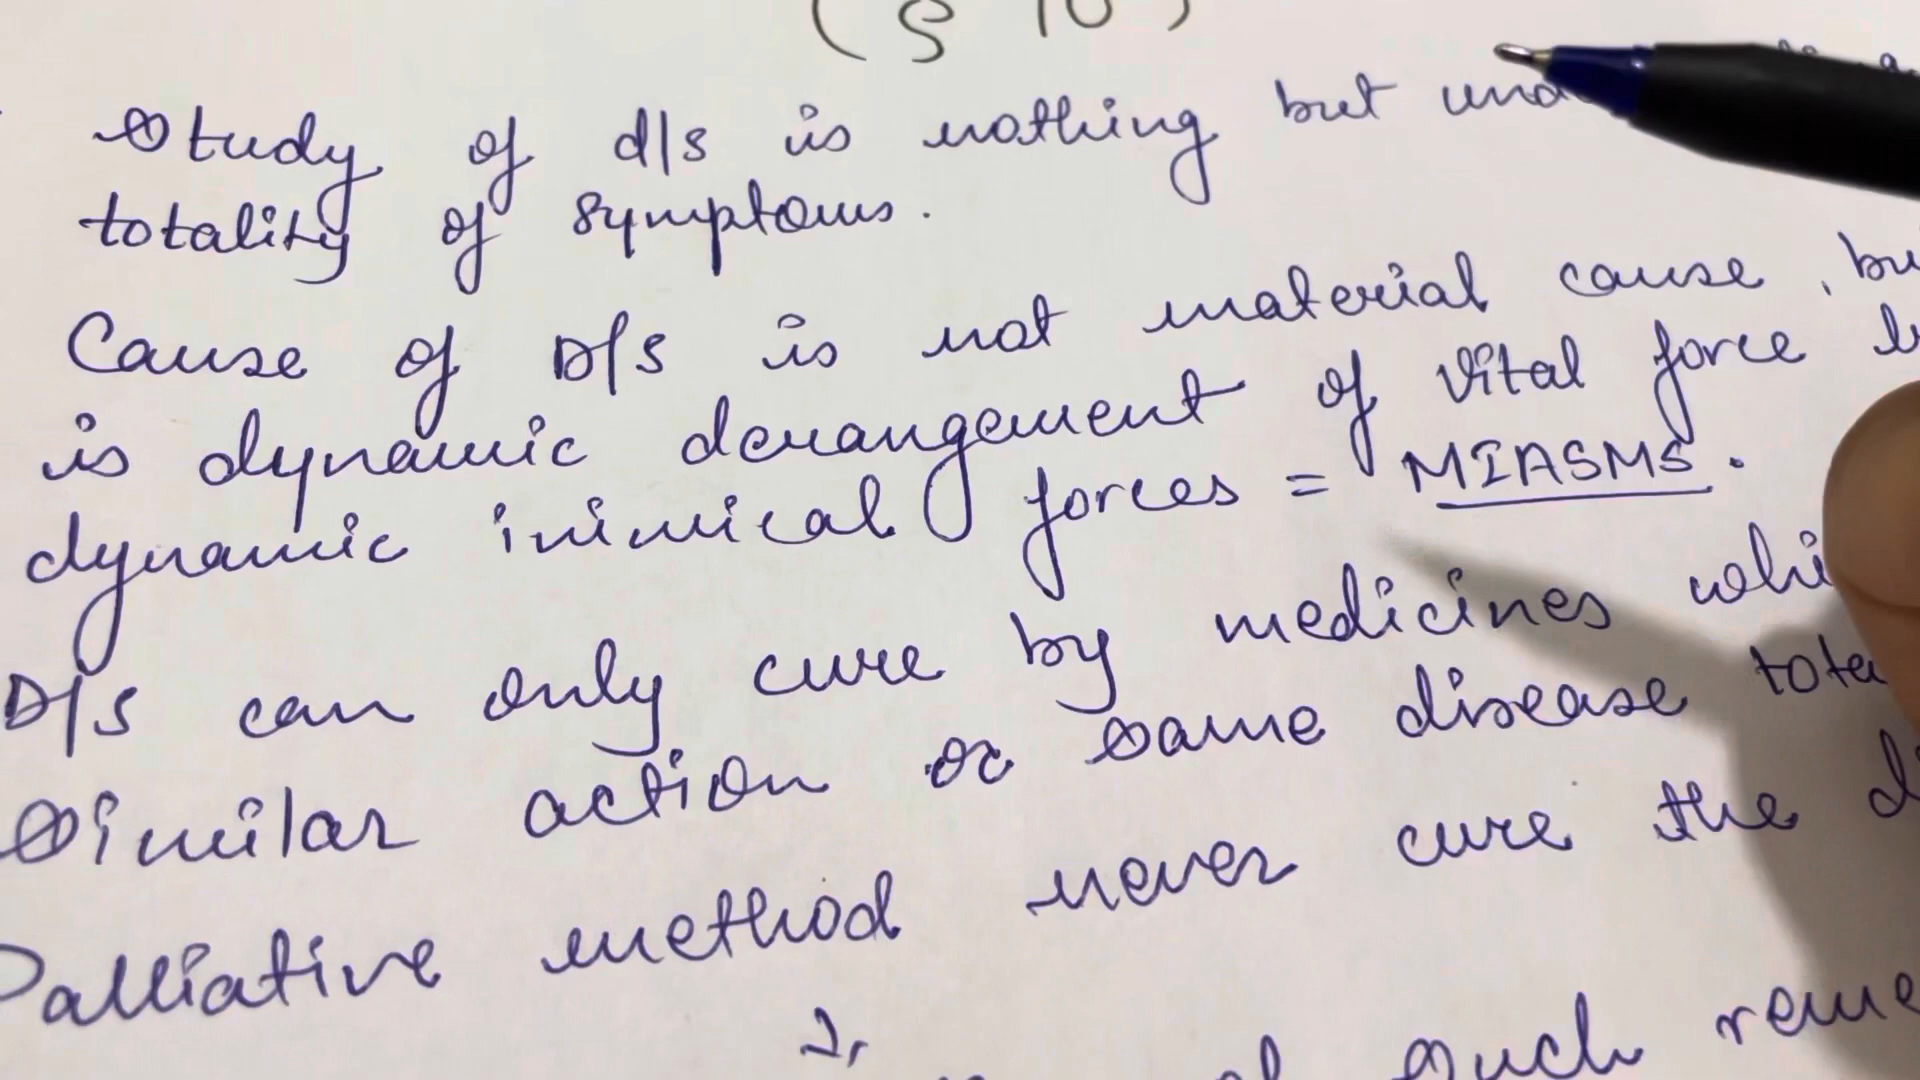 (§ 10)
Study of d/s is nothing but
totality of symptoms.
Cause of D/s is not material cause, bu
is dynamic derangement of vital force b
dynamic inimical forces = MIASMS.
D/s can only cure by medicines whi
Similar action or same disease tota
Palliative method never cure the d
such reme